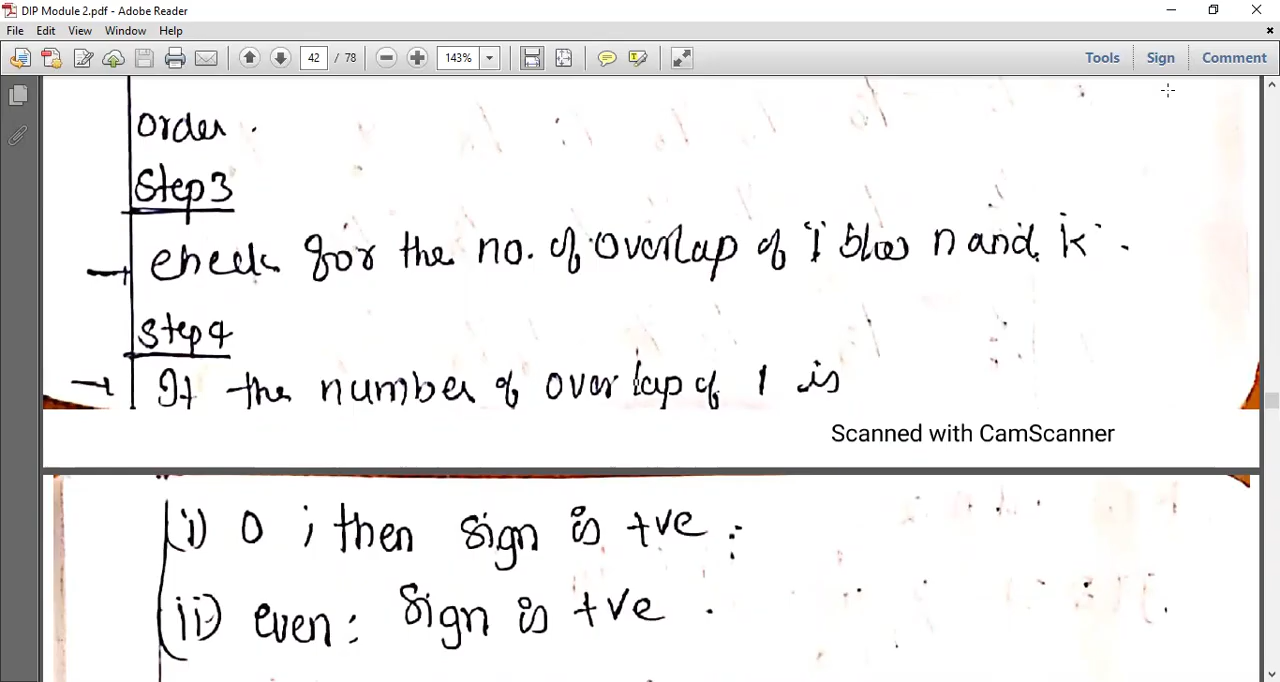 DIP Module 2.pdf - Adobe Reader
File Edit View Window Help
42 / 78 143% Tools Sign Comment
order.
Step3
check for the no. of overlap of 1 b/w n and k.
Step4
If the number of overlap of 1 is
Scanned with CamScanner
(i) 0 ; then sign is +ve.
(ii) even: sign is +ve.